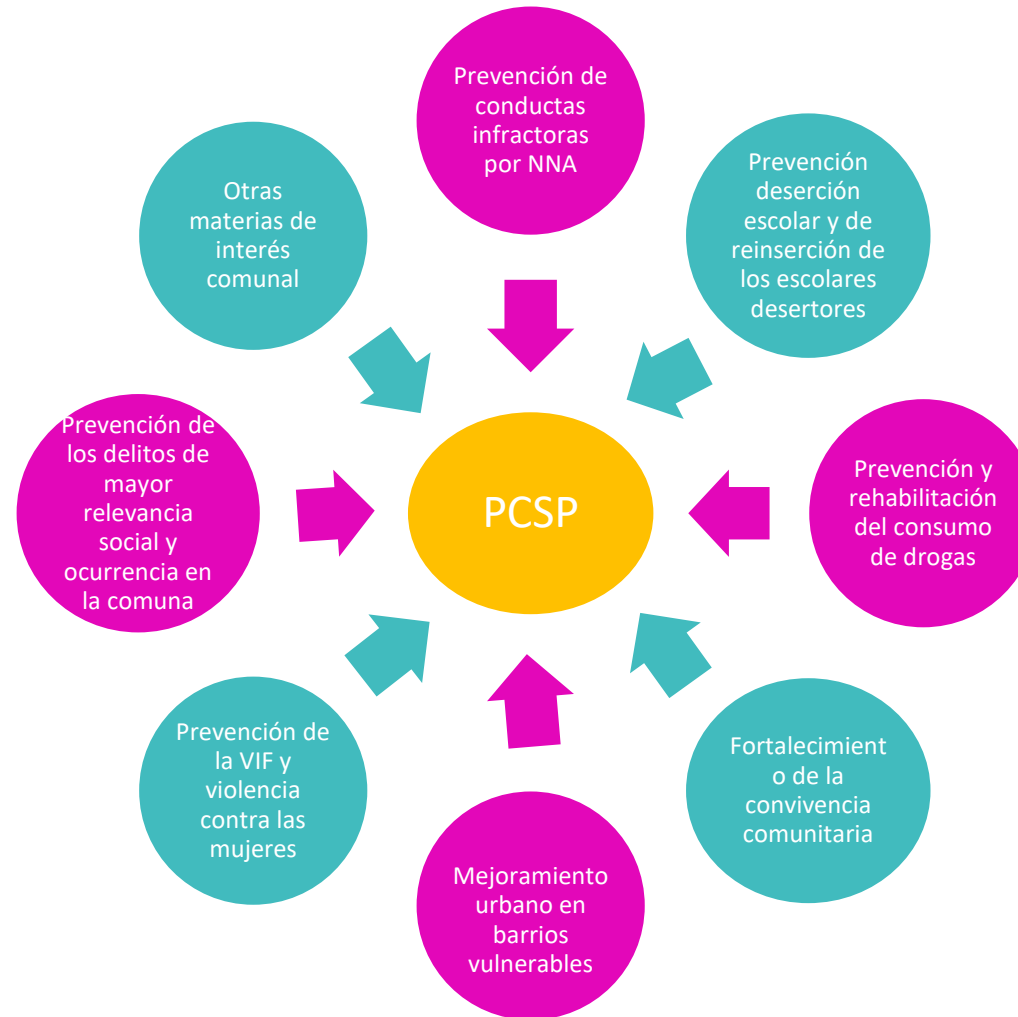 Prevención de
conductas
infractoras
por NNA
Prevención
deserción
escolar y de
reinserción de
los escolares
desertores
Prevención y
rehabilitación
del consumo
de drogas
Fortalecimient
o de la
convivencia
comunitaria
Mejoramiento
urbano en
barrios
vulnerables
Prevención de
la VIF y
violencia
contra las
mujeres
Prevención de
los delitos de
mayor
relevancia
social y
ocurrencia en
la comuna
Otras
materias de
interés
comunal
PCSP